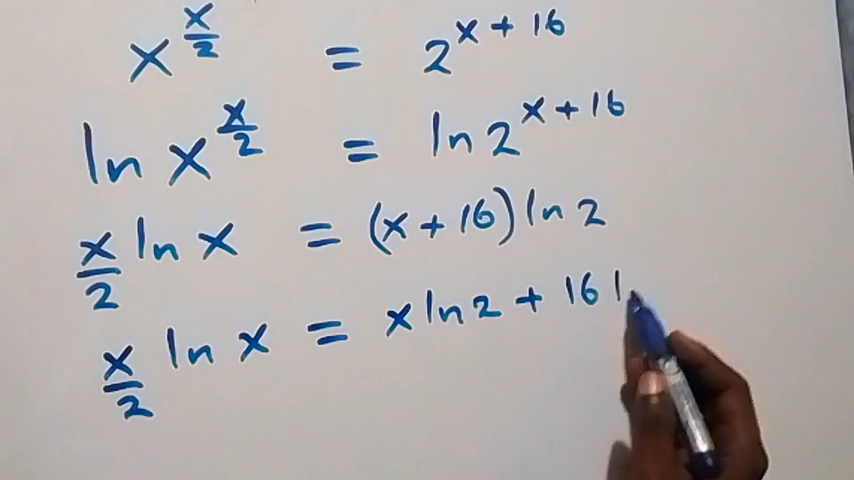 x^(x/2) = 2^(x + 16)
ln x^(x/2) = ln 2^(x + 16)
x/2 ln x = (x + 16) ln 2
x/2 ln x = x ln 2 + 16 l